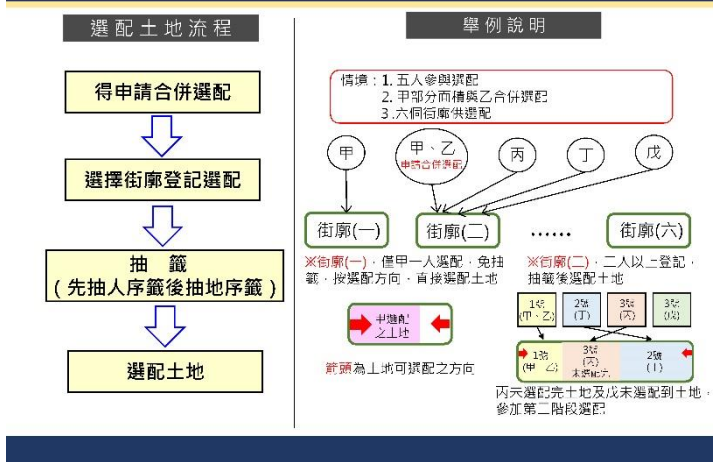 選配土地流程
得申請合併選配
選擇街廓登記選配
抽 籤
(先抽人序籤後抽地序籤)
選配土地
舉例說明
情境：1. 五人參與選配
2. 甲部分面積與乙合併選配
3. 六個街廓供選配
甲
甲、乙
申請合併選配
丙
丁
戊
街廓(一)
街廓(二)
……
街廓(六)
※街廓(一)，僅甲一人選配，免抽
籤，按選配方向，直接選配土地
※街廓(二)，二人以上登記，
抽籤後選配土地
甲選配
之土地
箭頭為土地可選配之方向
1號
(甲、乙)
2號
(丁)
3號
(丙)
(戊)
1號
(甲 乙)
3號
(丙)
未選配完
2號
(丁)
丙未選配完土地及戊未選配到土地，
參加第二階段選配